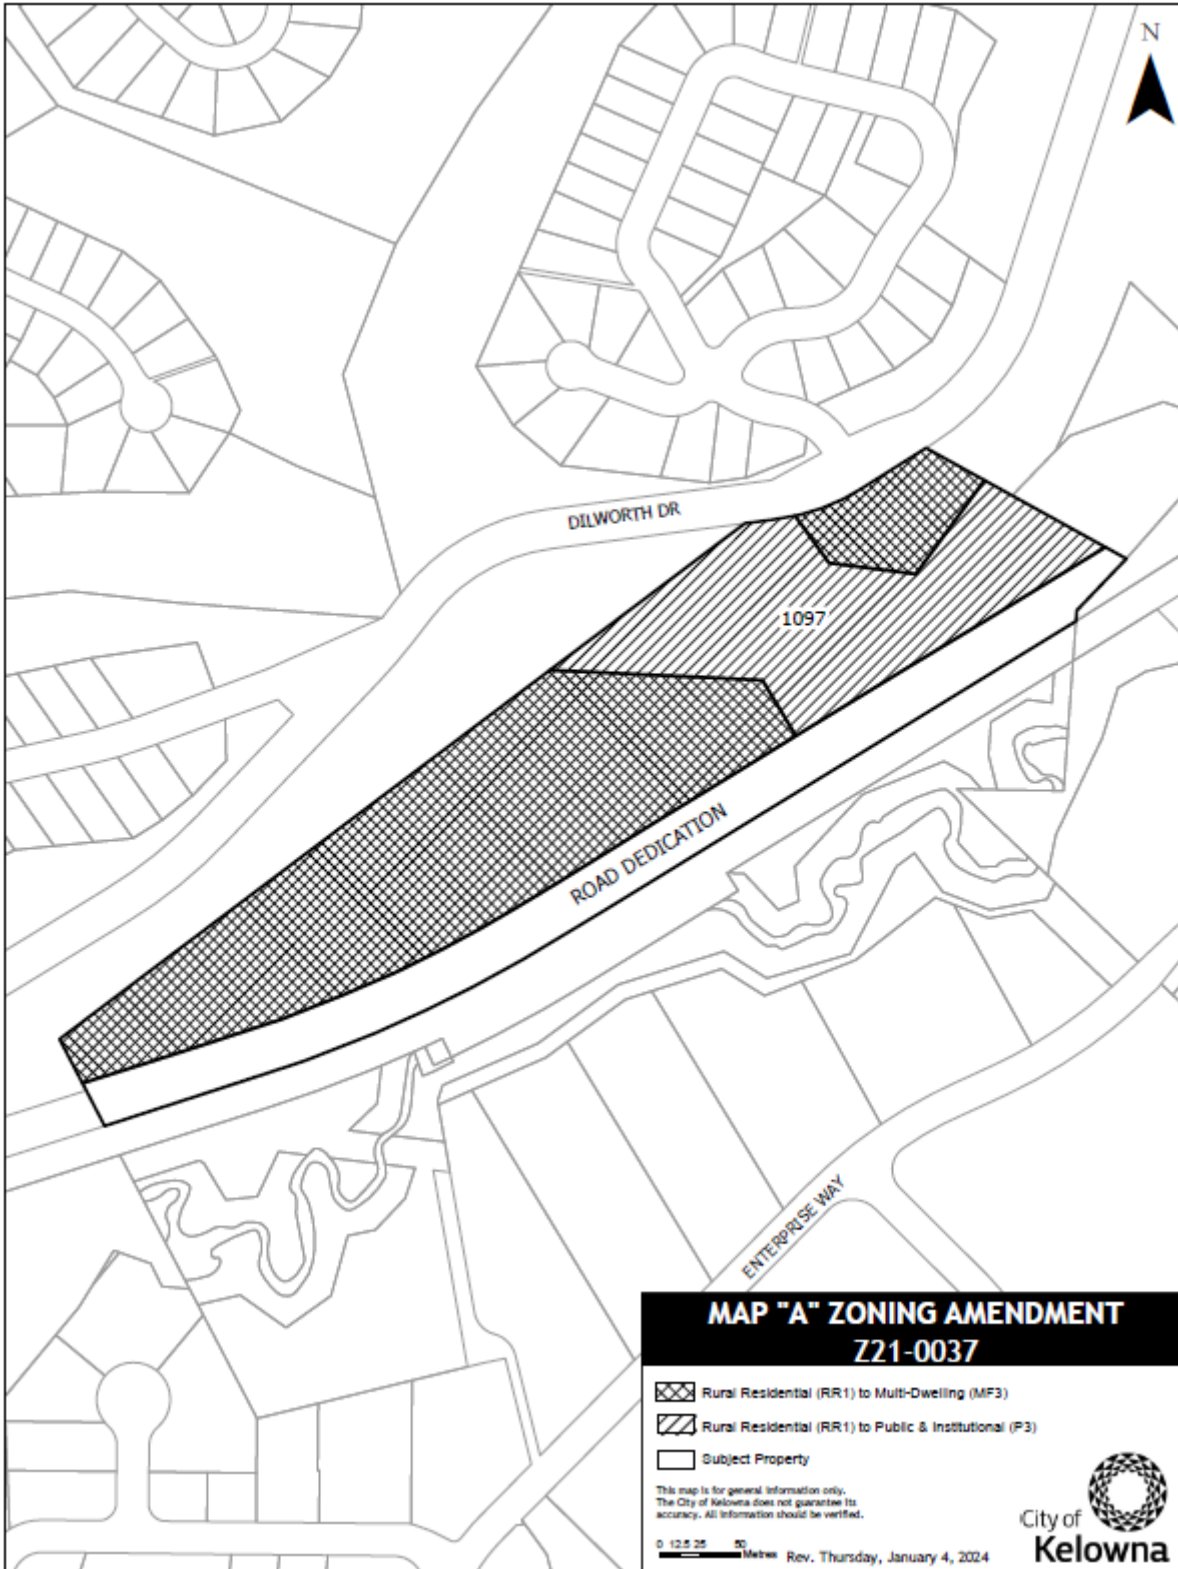 N
DILWORTH DR
1097
ROAD DEDICATION
ENTERPRISE WAY
MAP "A" ZONING AMENDMENT
Z21-0037
Rural Residential (RR1) to Multi-Dwelling (MF3)
Rural Residential (RR1) to Public & Institutional (P3)
Subject Property
This map is for general information only.
The City of Kelowna does not guarantee its
accuracy. All information should be verified.
0 12.5 25 50
Metres
Rev. Thursday, January 4, 2024
City of
Kelowna